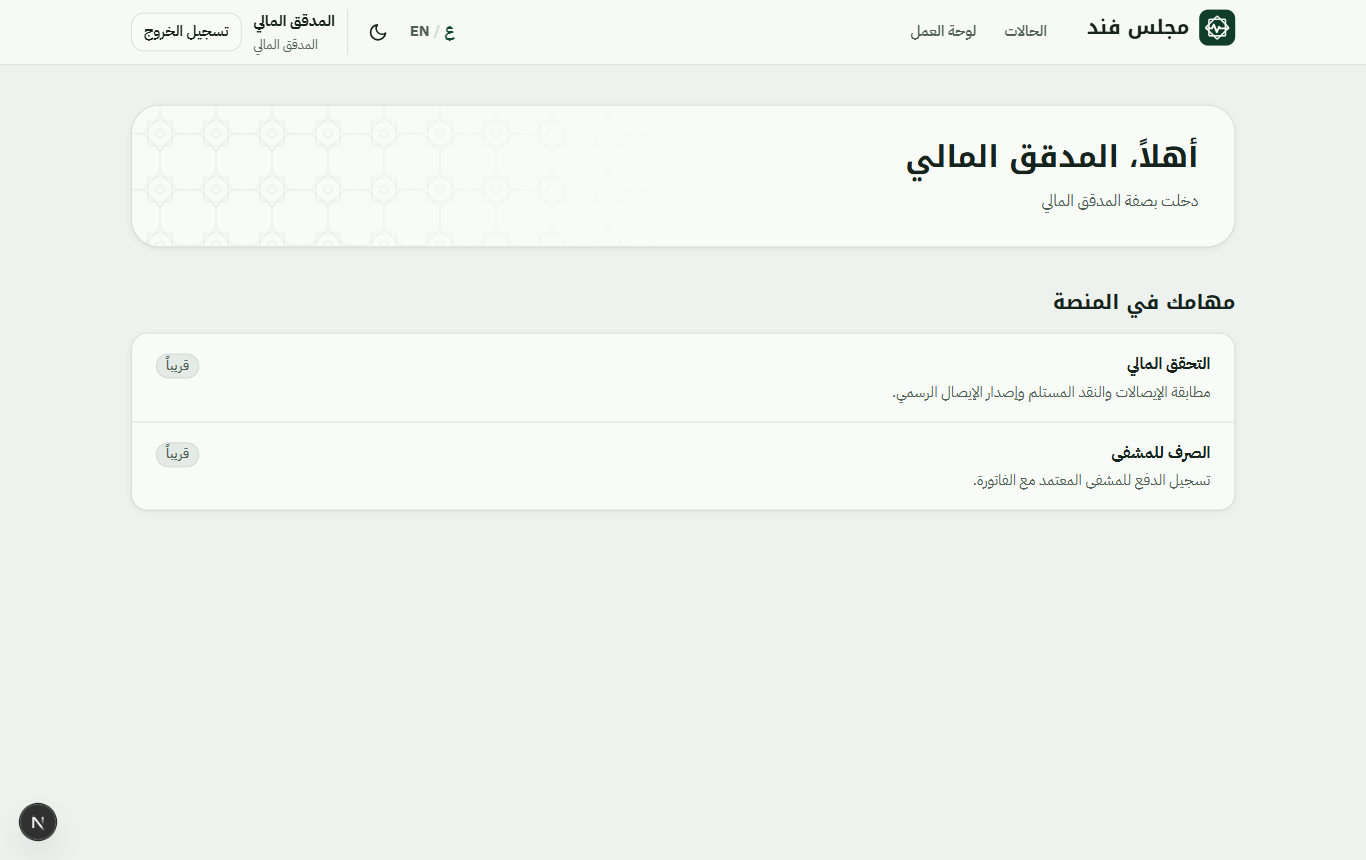 مجلس فند
الحالات
لوحة العمل
ع / EN
المدقق المالي
المدقق المالي
تسجيل الخروج
أهلاً، المدقق المالي
دخلت بصفة المدقق المالي
مهامك في المنصة
التحقق المالي
قريباً
مطابقة الإيصالات والنقد المستلم وإصدار الإيصال الرسمي.
الصرف للمشفى
قريباً
تسجيل الدفع للمشفى المعتمد مع الفاتورة.
N